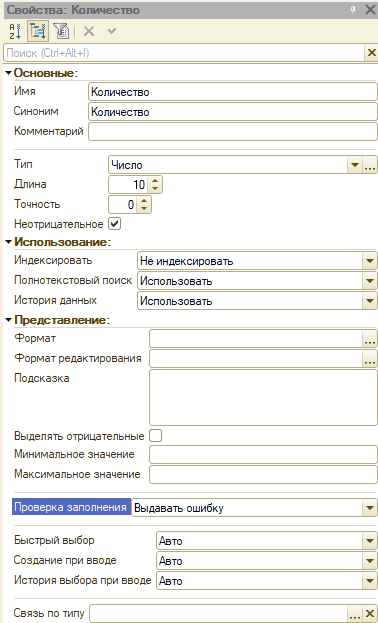 Свойства: Количество
Поиск (Ctrl+Alt+I)
Основные:
Имя Количество
Синоним Количество
Комментарий
Тип Число
Длина 10
Точность 0
Неотрицательное
Использование:
Индексировать Не индексировать
Полнотекстовый поиск Использовать
История данных Использовать
Представление:
Формат
Формат редактирования
Подсказка
Выделять отрицательные
Минимальное значение
Максимальное значение
Проверка заполнения Выдавать ошибку
Быстрый выбор Авто
Создание при вводе Авто
История выбора при вводе Авто
Связь по типу